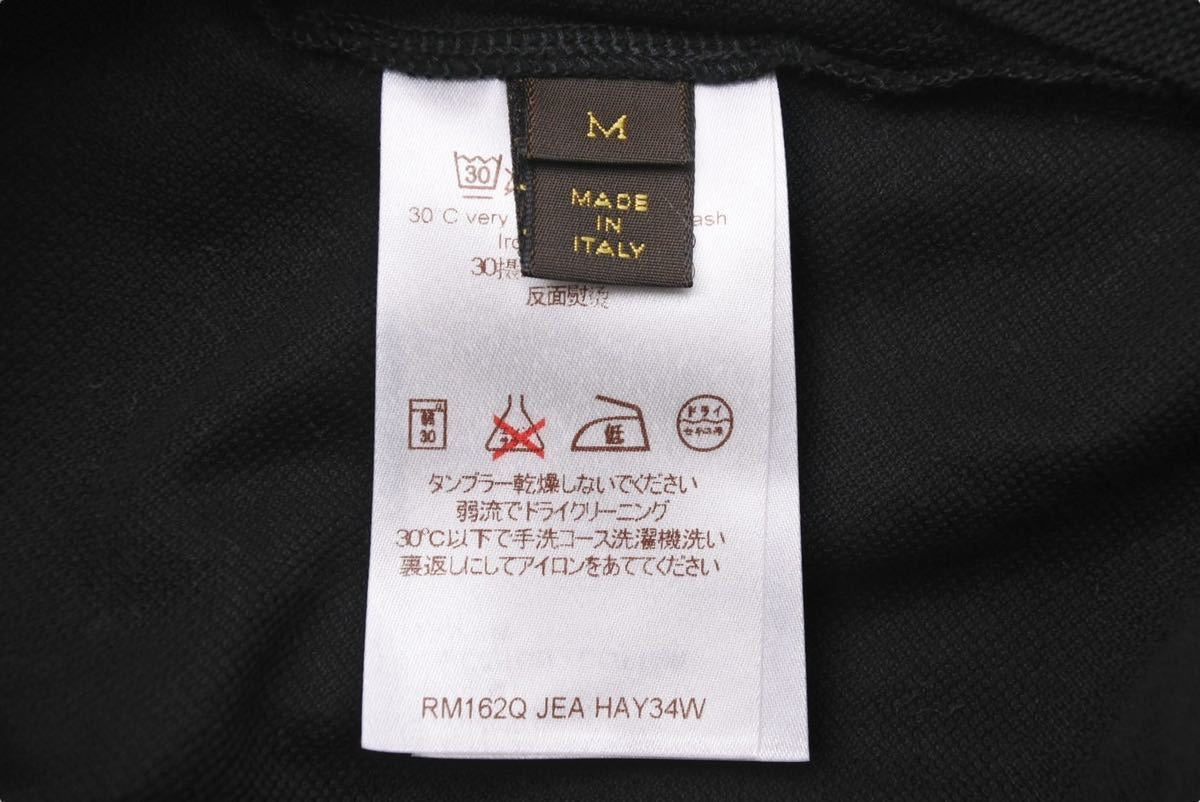 M
MADE
IN
ITALY
30
30°C very ash
30
反面熨烫
30
低
ドライ
タンブラー乾燥しないでください
弱流でドライクリーニング
30℃以下で手洗コース洗濯機洗い
裏返しにしてアイロンをあててください
RM162Q JEA HAY34W